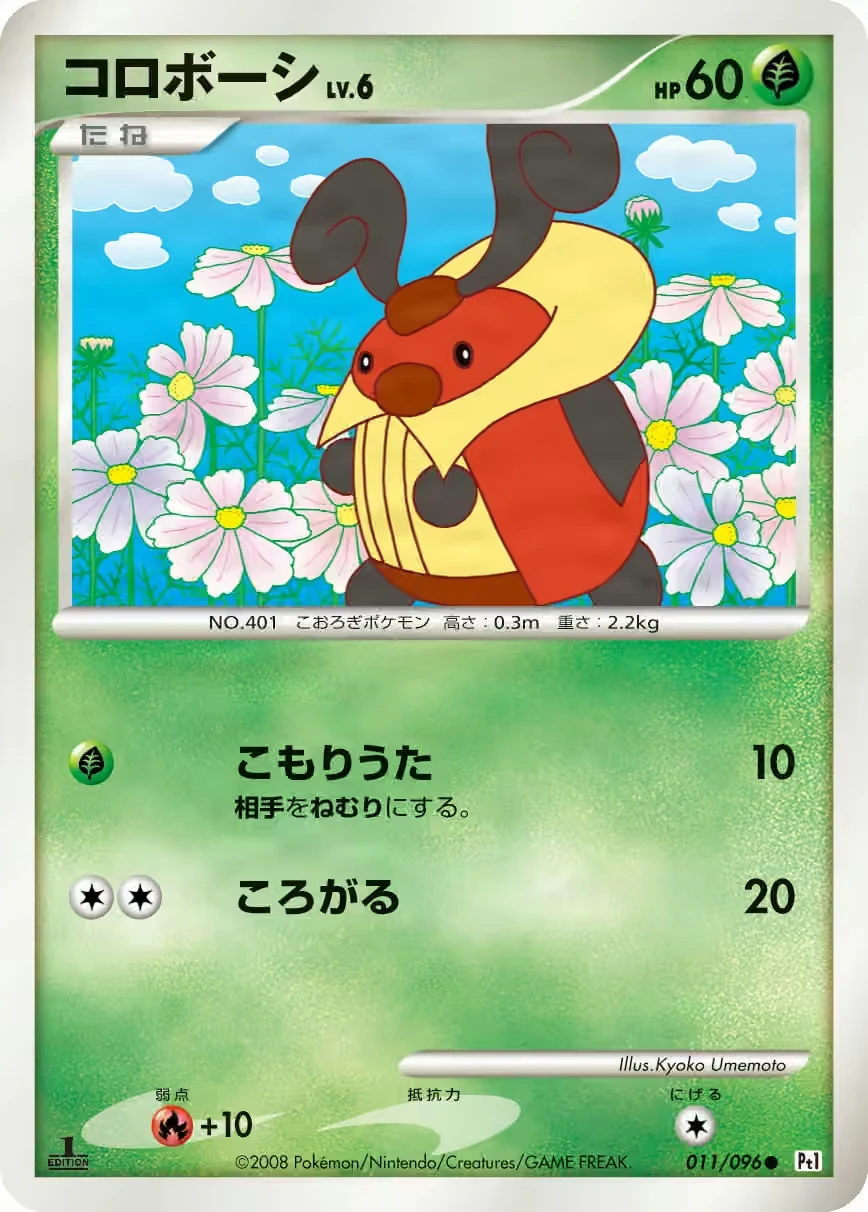 コロボーシ LV.6 HP 60
たね
NO.401 こおろぎポケモン 高さ：0.3m 重さ：2.2kg
こもりうた 10
相手をねむりにする。
ころがる 20
Illus.Kyoko Umemoto
弱点 抵抗力 にげる
+10
1 EDITION
©2008 Pokémon/Nintendo/Creatures/GAME FREAK. 011/096 Pt1